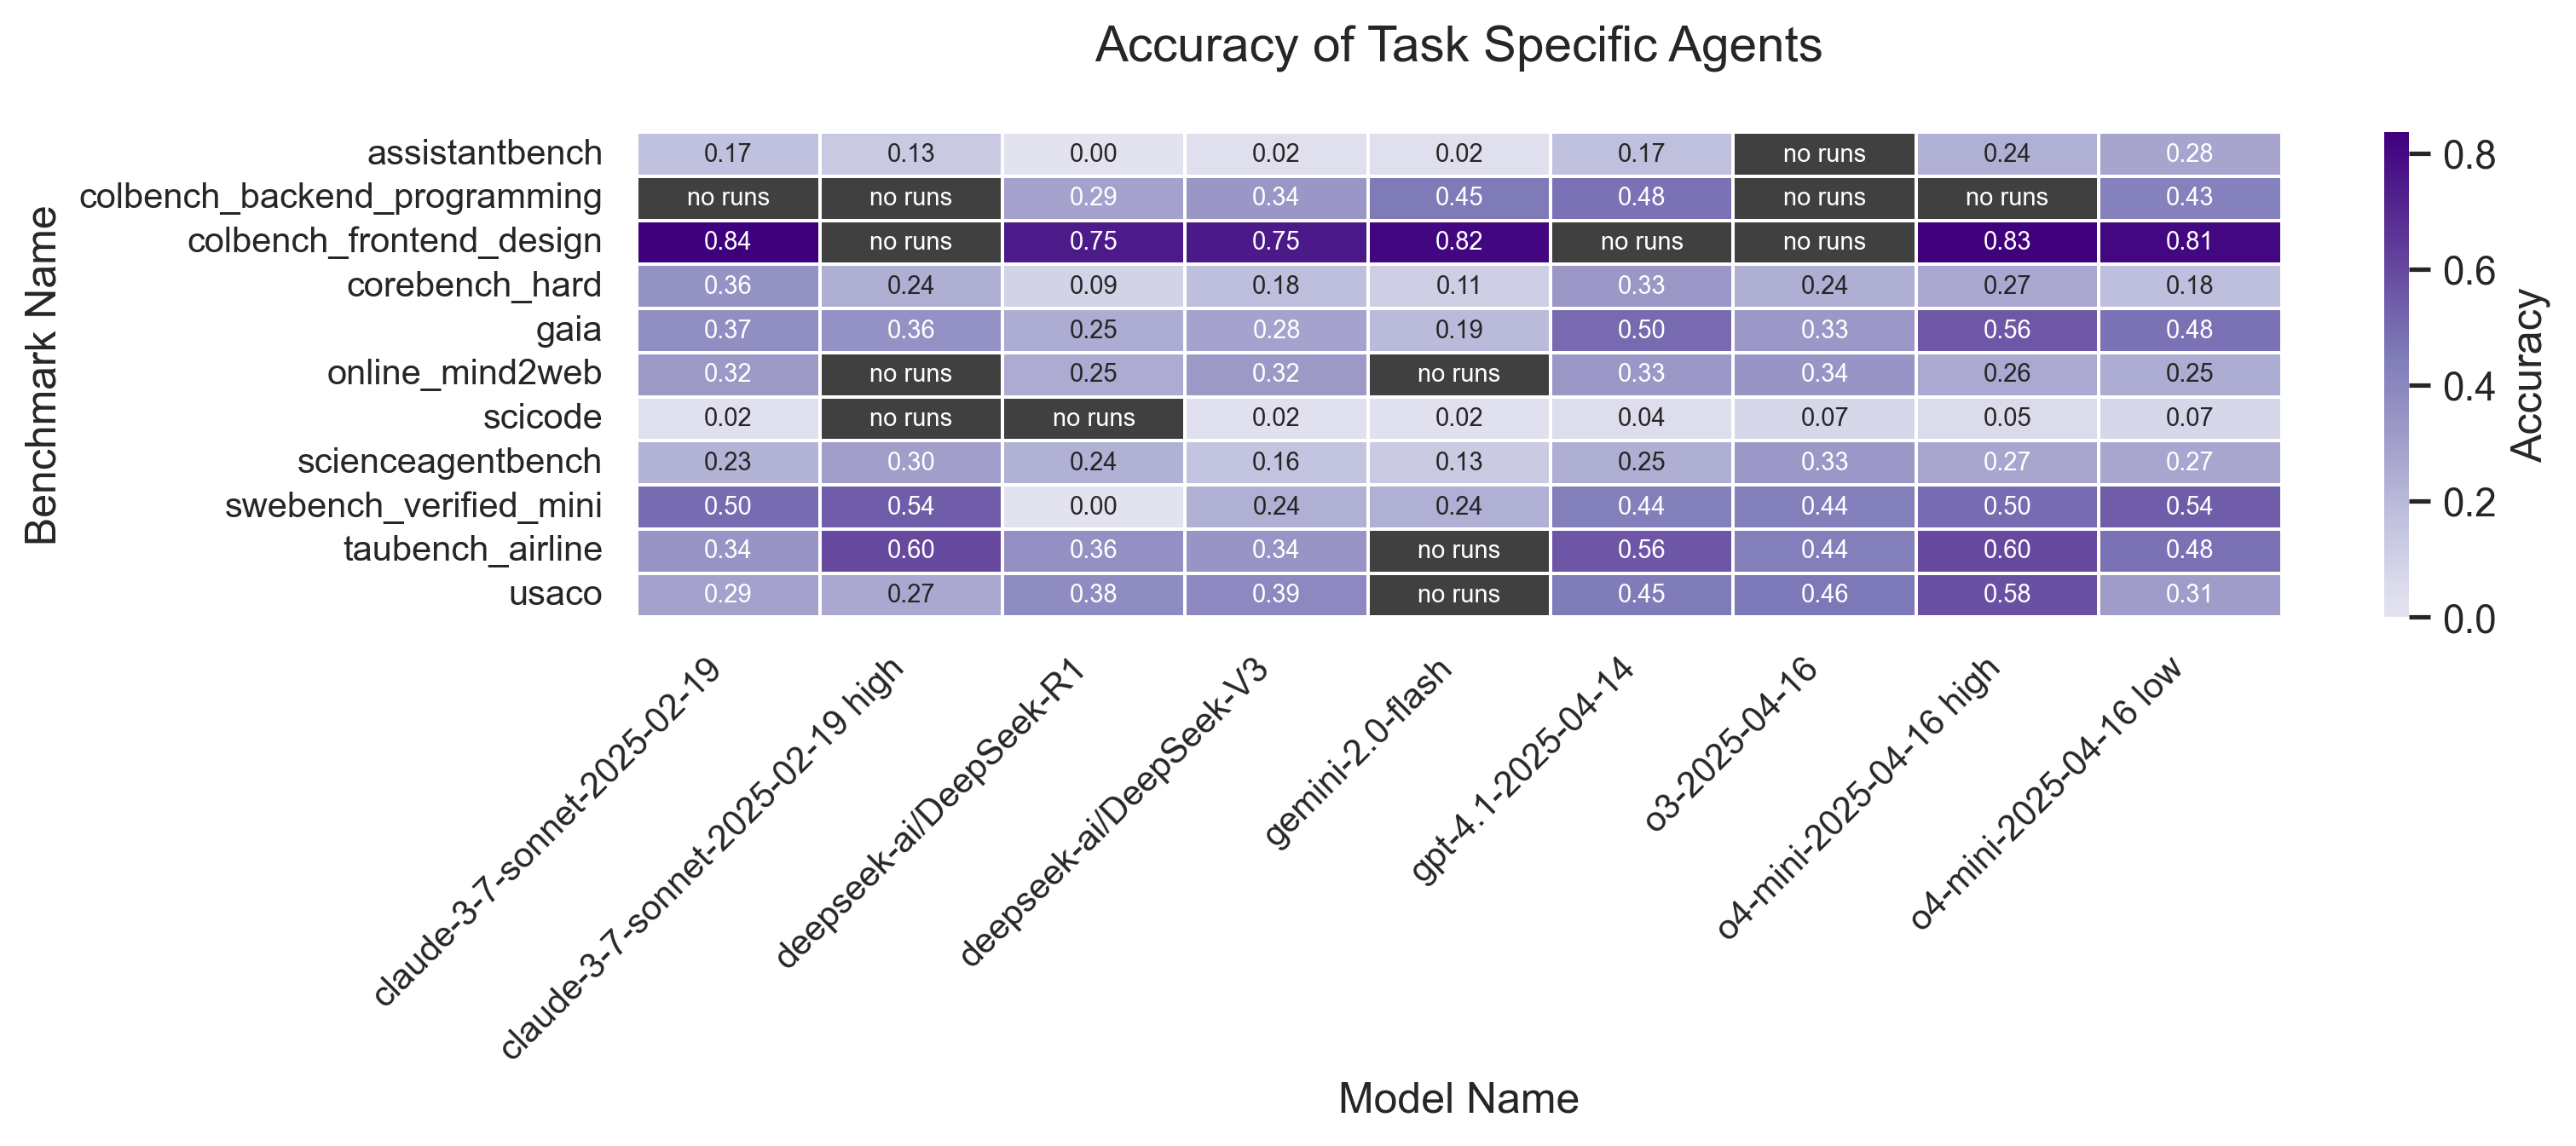 Accuracy of Task Specific Agents
Benchmark Name
assistantbench 0.17 0.13 0.00 0.02 0.02 0.17 no runs 0.24 0.28
colbench_backend_programming no runs no runs 0.29 0.34 0.45 0.48 no runs no runs 0.43
colbench_frontend_design 0.84 no runs 0.75 0.75 0.82 no runs no runs 0.83 0.81
corebench_hard 0.36 0.24 0.09 0.18 0.11 0.33 0.24 0.27 0.18
gaia 0.37 0.36 0.25 0.28 0.19 0.50 0.33 0.56 0.48
online_mind2web 0.32 no runs 0.25 0.32 no runs 0.33 0.34 0.26 0.25
scicode 0.02 no runs no runs 0.02 0.02 0.04 0.07 0.05 0.07
scienceagentbench 0.23 0.30 0.24 0.16 0.13 0.25 0.33 0.27 0.27
swebench_verified_mini 0.50 0.54 0.00 0.24 0.24 0.44 0.44 0.50 0.54
taubench_airline 0.34 0.60 0.36 0.34 no runs 0.56 0.44 0.60 0.48
usaco 0.29 0.27 0.38 0.39 no runs 0.45 0.46 0.58 0.31
claude-3-7-sonnet-2025-02-19
claude-3-7-sonnet-2025-02-19 high
deepseek-ai/DeepSeek-R1
deepseek-ai/DeepSeek-V3
gemini-2.0-flash
gpt-4.1-2025-04-14
o3-2025-04-16
o4-mini-2025-04-16 high
o4-mini-2025-04-16 low
Model Name
0.8
0.6
0.4
0.2
0.0
Accuracy